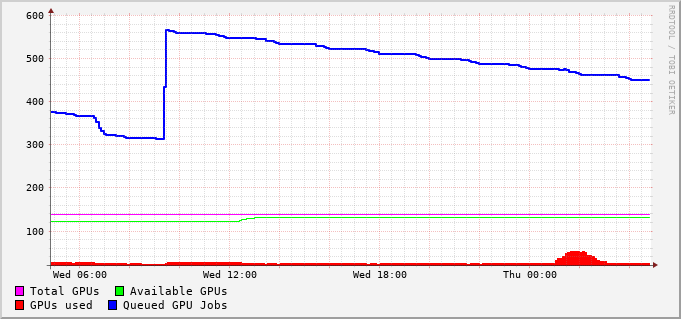 600
500
400
300
200
100
Wed 06:00 Wed 12:00 Wed 18:00 Thu 00:00
Total GPUs Available GPUs
GPUs used Queued GPU Jobs
RRDTOOL / TOBI OETIKER